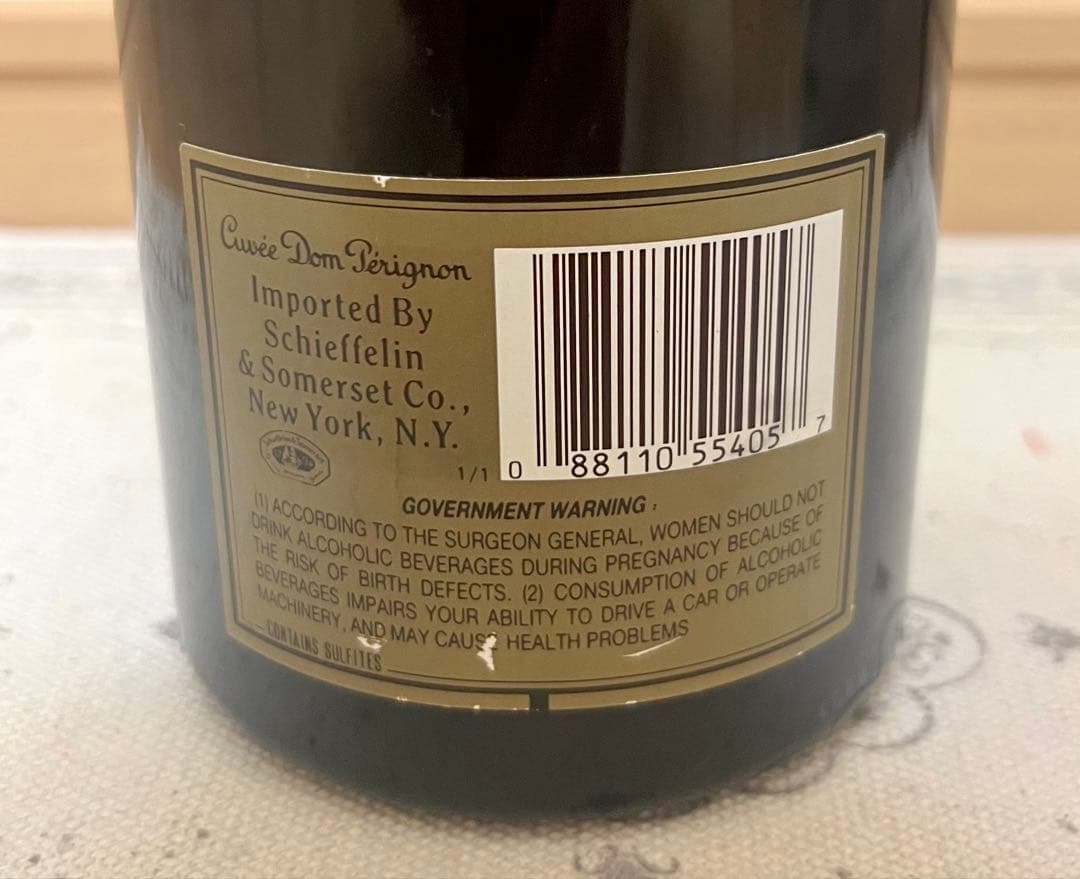 Cuvée Dom Pérignon
Imported By
Schieffelin
& Somerset Co.,
New York, N.Y.
1/1
0 88110 55405 7
GOVERNMENT WARNING :
(1) ACCORDING TO THE SURGEON GENERAL, WOMEN SHOULD NOT
DRINK ALCOHOLIC BEVERAGES DURING PREGNANCY BECAUSE OF
THE RISK OF BIRTH DEFECTS. (2) CONSUMPTION OF ALCOHOLIC
BEVERAGES IMPAIRS YOUR ABILITY TO DRIVE A CAR OR OPERATE
MACHINERY, AND MAY CAUSE HEALTH PROBLEMS
CONTAINS SULFITES